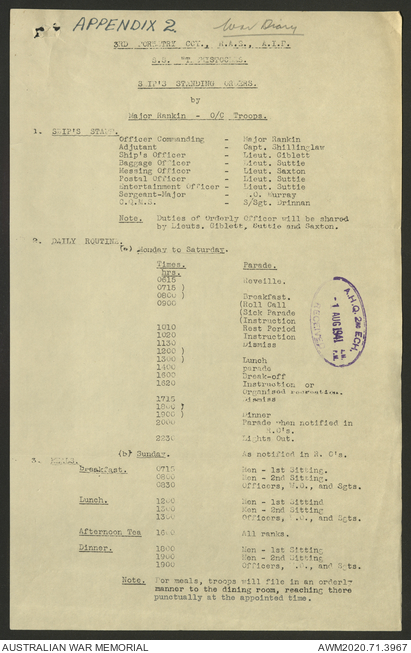 APPENDIX 2. War Diary
3RD FORESTRY COY., R.A.E., A.I.F.
SHIP'S STANDING ORDERS.
by
Major Rankin - O/C Troops.
1. SHIP'S STAFF.
Officer Commanding - Major Rankin
Adjutant - Capt. Shillinglaw
Ship's Officer - Lieut. Giblett
Baggage Officer - Lieut. Suttie
Messing Officer - Lieut. Saxton
Postal Officer - Lieut. Suttie
Entertainment Officer - Lieut. Suttie
Sergeant-Major - Murray
C.Q.M.S. - S/Sgt. Brinnan
Note. Duties of Orderly Officer will be shared
by Lieuts. Giblett, Suttie and Saxton.
2. DAILY ROUTINE.
(a) Monday to Saturday.
Times. Parade.
hrs.
0615 Reveille.
0715 )
0800 ) Breakfast.
0900 (Roll Call
(Sick Parade
(Instruction
1010 Rest Period
1020 Instruction
1130 Dismiss
1200 )
1300 ) Lunch
1400 parade
1600 Break-off
1620 Instruction or
Organised recreation.
1715 Dismiss
1800 )
1900 ) Dinner
2000 Parade when notified in
R.O's.
2230 Lights Out.
(b) Sunday. As notified in R. O's.
3. MEALS.
Breakfast. 0715 Men - 1st Sitting.
0800 Men - 2nd Sitting.
0830 Officers, W.O., and Sgts.
Lunch. 1200 Men - 1st Sittind
1300 Men - 2nd Sitting
1300 Officers, W.O., and Sgts.
Afternoon Tea All ranks.
Dinner. 1800 Men - 1st Sitting
1900 Men - 2nd Sitting
1900 Officers, W.O., and Sgts.
Note. For meals, troops will file in an orderly
manner to the dining room, reaching there
punctually at the appointed time.
A.H.Q. 2ND ECH.
1 AUG 1941
A.M.
P.M.
RECEIVED
AUSTRALIAN WAR MEMORIAL AWM2020.71.3967